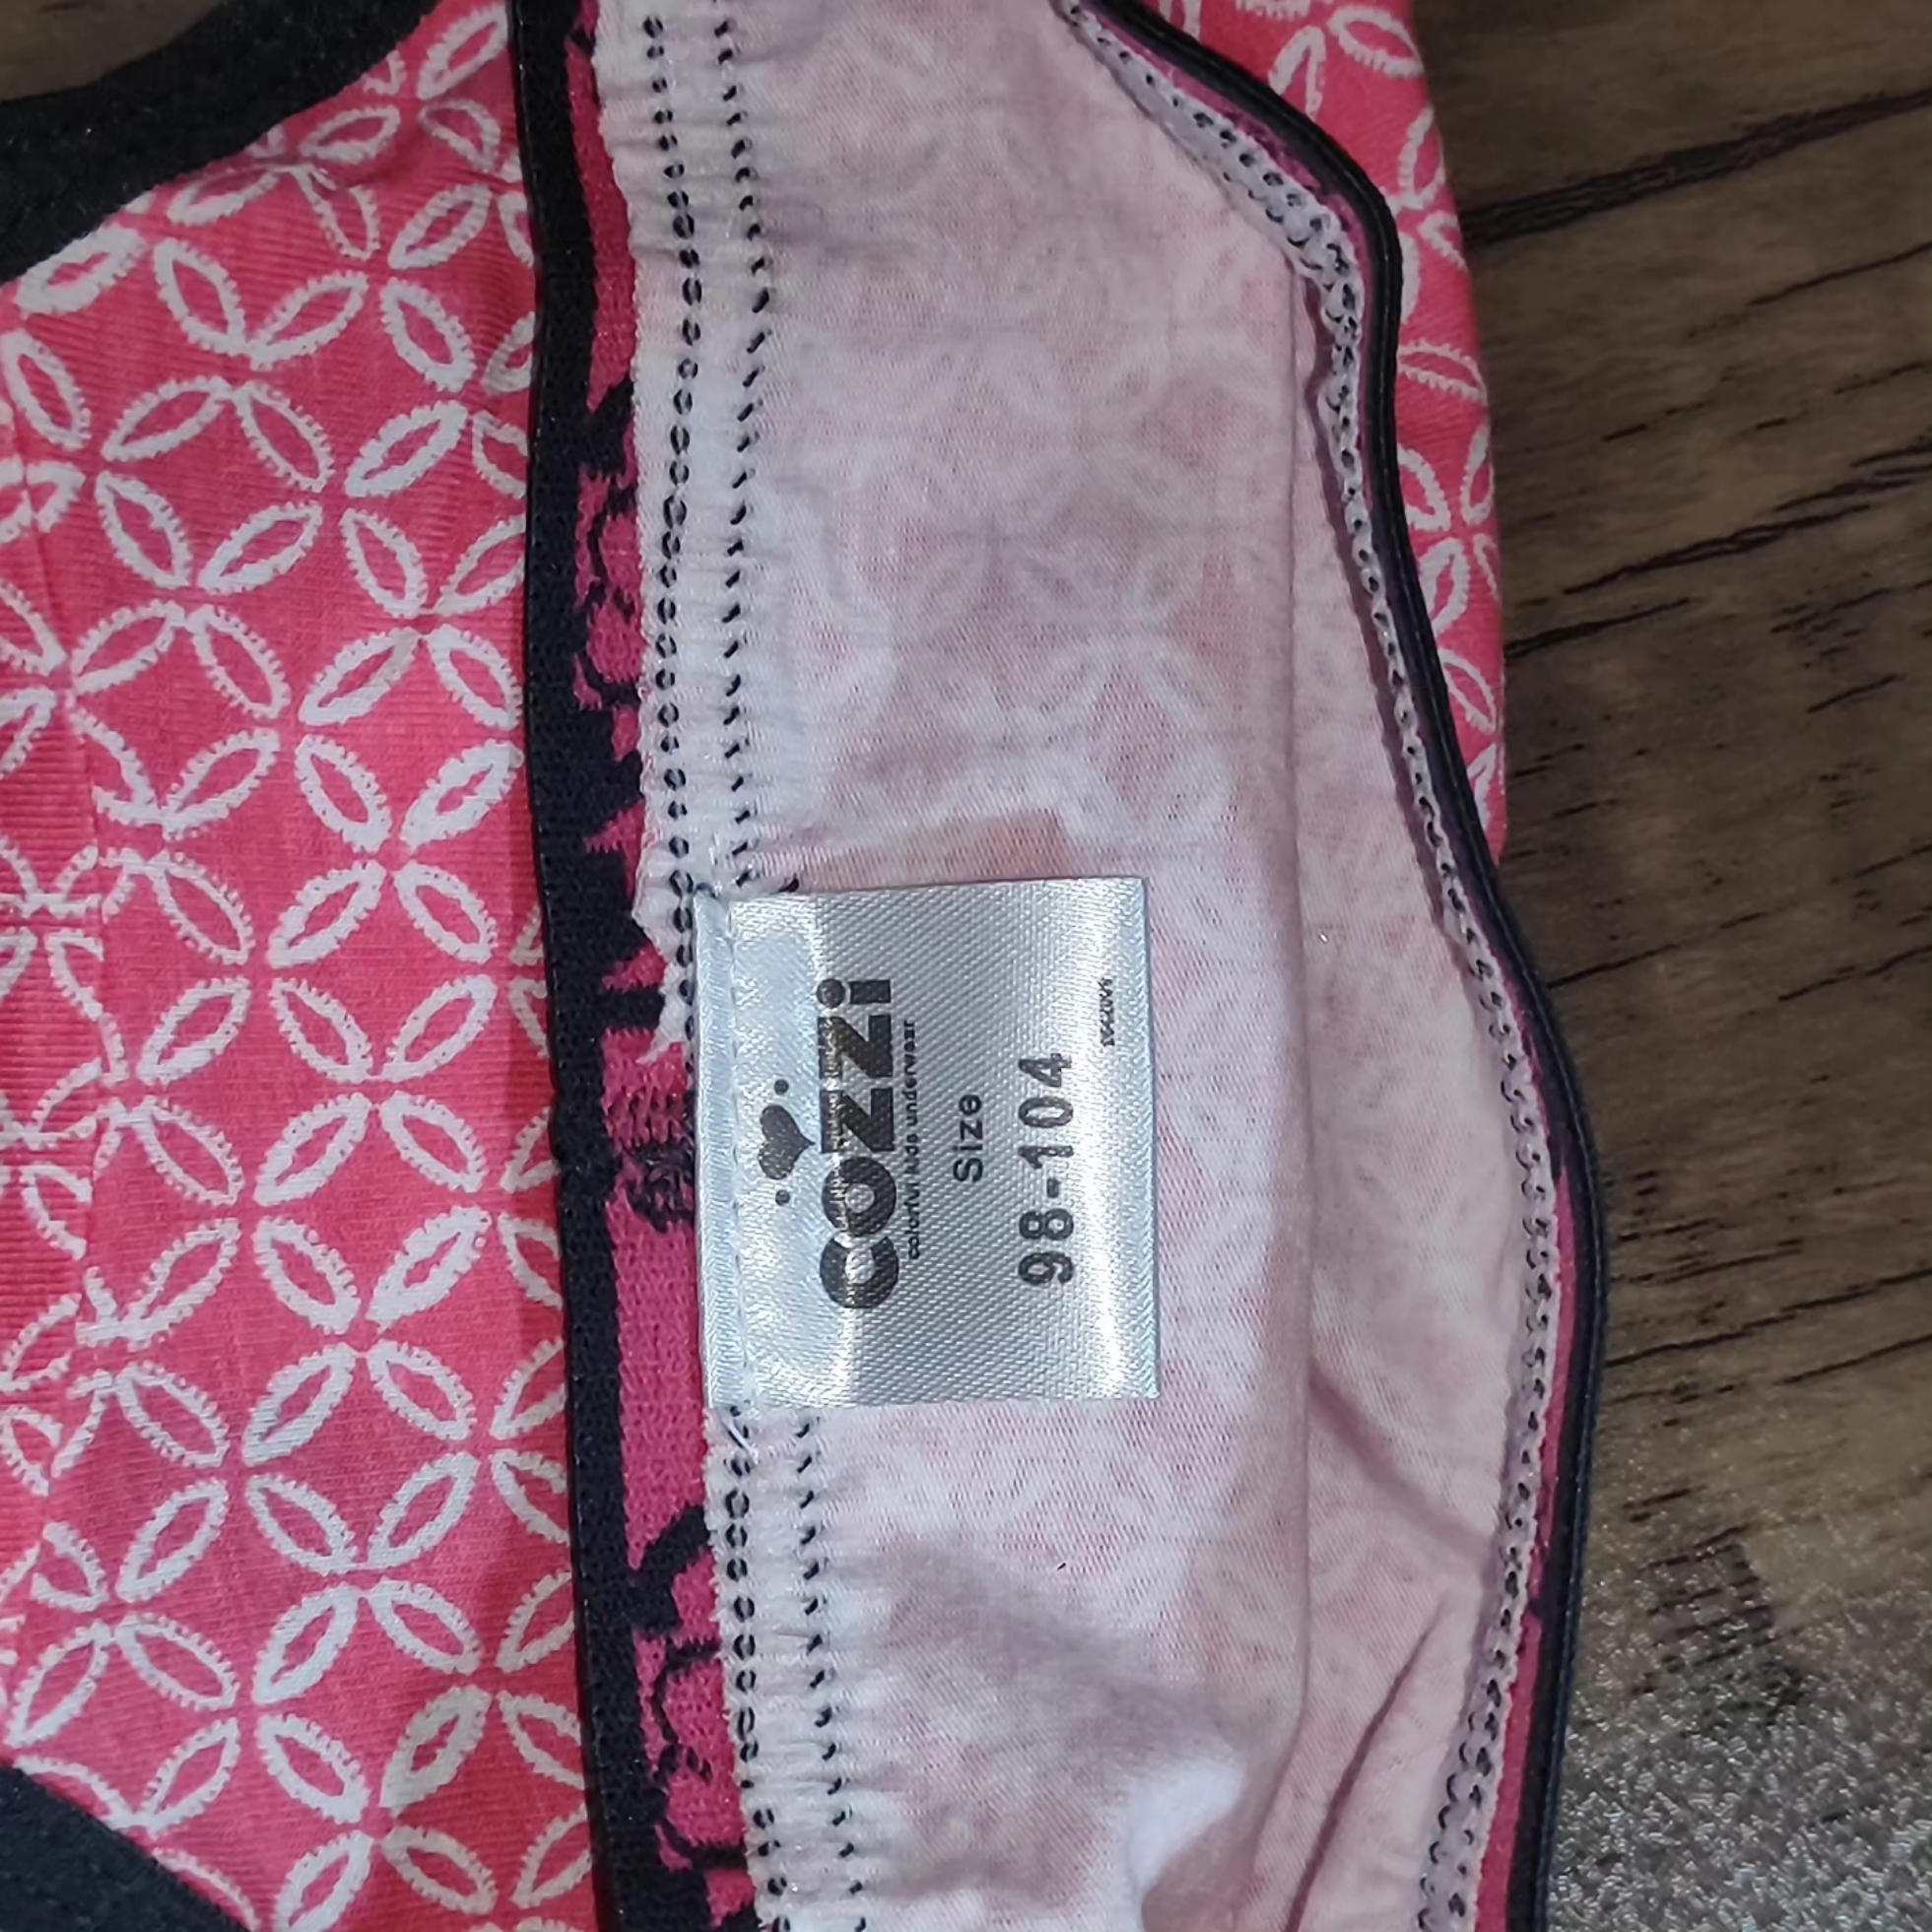 cozzi
colorful kids underwear
Size
98-104